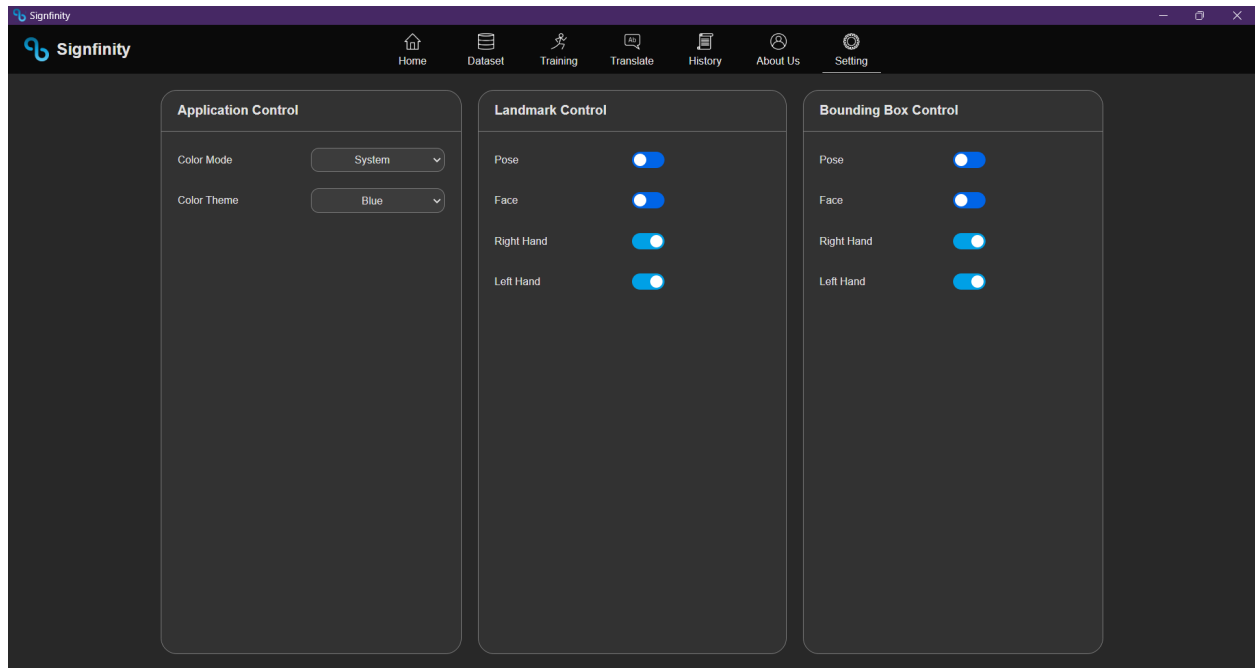 Signfinity
Signfinity
Home Dataset Training Translate History About Us Setting
Application Control
Color Mode System
Color Theme Blue
Landmark Control
Pose
Face
Right Hand
Left Hand
Bounding Box Control
Pose
Face
Right Hand
Left Hand